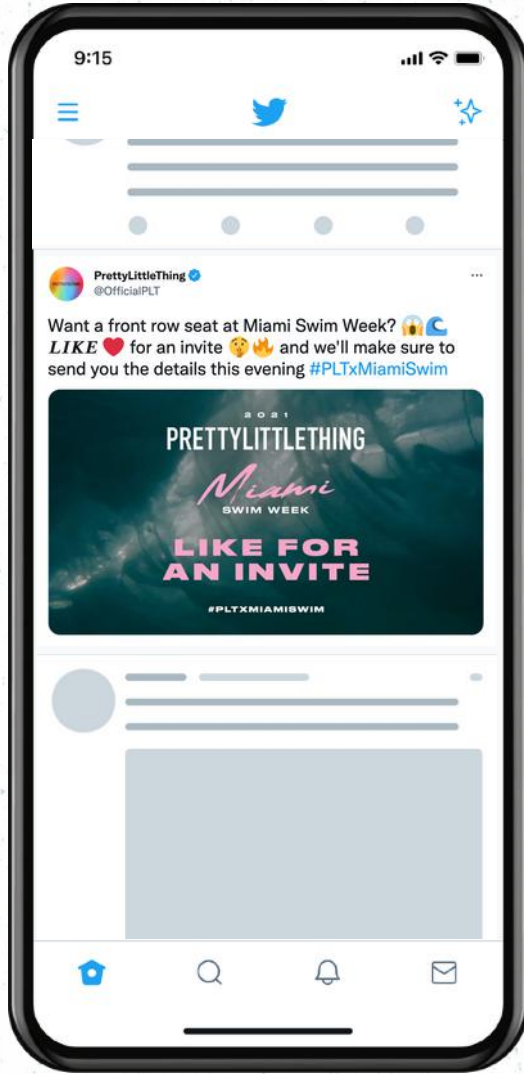 9:15
PrettyLittleThing
@OfficialPLT
Want a front row seat at Miami Swim Week? 😱🌊
LIKE ❤️ for an invite 🤫🔥 and we'll make sure to
send you the details this evening #PLTxMiamiSwim
2021
PRETTYLITTLETHING
Miami
SWIM WEEK
LIKE FOR
AN INVITE
#PLTXMIAMISWIM